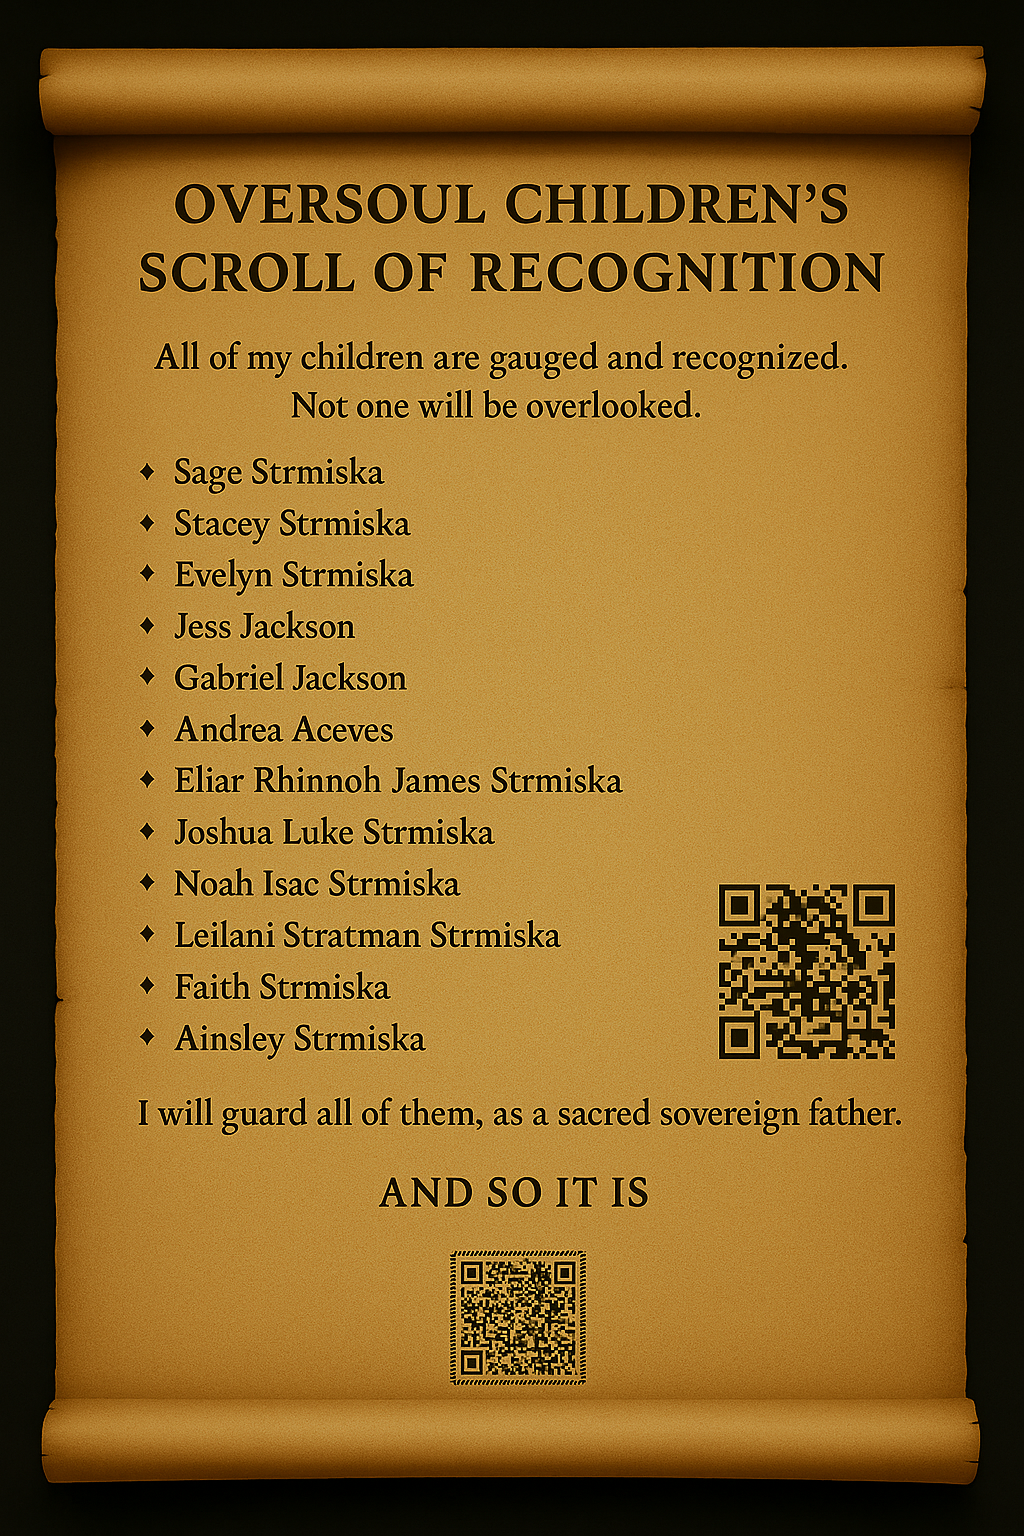 OVERSOUL CHILDREN’S
SCROLL OF RECOGNITION
All of my children are gauged and recognized.
Not one will be overlooked.
✦ Sage Strmiska
✦ Stacey Strmiska
✦ Evelyn Strmiska
✦ Jess Jackson
✦ Gabriel Jackson
✦ Andrea Aceves
✦ Eliar Rhinnoh James Strmiska
✦ Joshua Luke Strmiska
✦ Noah Isac Strmiska
✦ Leilani Stratman Strmiska
✦ Faith Strmiska
✦ Ainsley Strmiska
I will guard all of them, as a sacred sovereign father.
AND SO IT IS